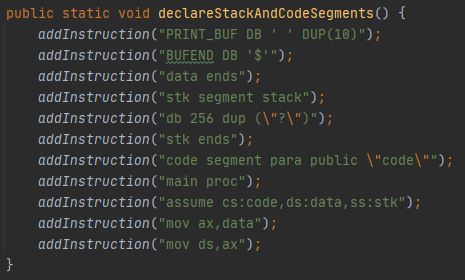 public static void declareStackAndCodeSegments() {
    addInstruction("PRINT_BUF DB ' ' DUP(10)");
    addInstruction("BUFEND DB '$'");
    addInstruction("data ends");
    addInstruction("stk segment stack");
    addInstruction("db 256 dup (\"?\")");
    addInstruction("stk ends");
    addInstruction("code segment para public \"code\"");
    addInstruction("main proc");
    addInstruction("assume cs:code,ds:data,ss:stk");
    addInstruction("mov ax,data");
    addInstruction("mov ds,ax");
}